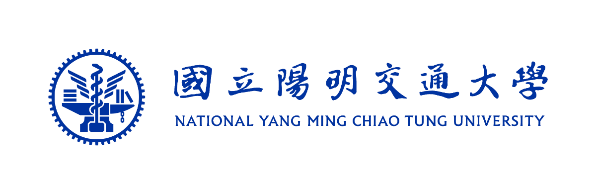 國立陽明交通大學
NATIONAL YANG MING CHIAO TUNG UNIVERSITY